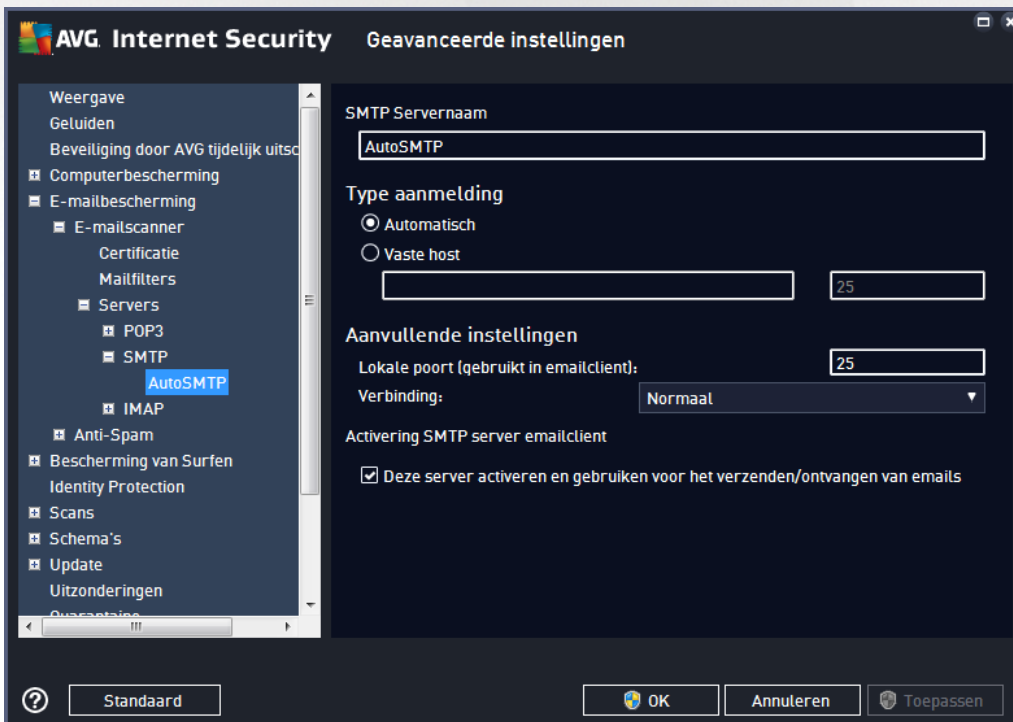 AVG. Internet Security Geavanceerde instellingen
Weergave
Geluiden
Beveiliging door AVG tijdelijk uitsc
Computerbescherming
E-mailbescherming
E-mailscanner
Certificatie
Mailfilters
Servers
POP3
SMTP
AutoSMTP
IMAP
Anti-Spam
Bescherming van Surfen
Identity Protection
Scans
Schema's
Update
Uitzonderingen
Quarantaine
SMTP Servernaam
AutoSMTP
Type aanmelding
Automatisch
Vaste host
25
Aanvullende instellingen
Lokale poort (gebruikt in emailclient): 25
Verbinding: Normaal
Activering SMTP server emailclient
Deze server activeren en gebruiken voor het verzenden/ontvangen van emails
? Standaard OK Annuleren Toepassen